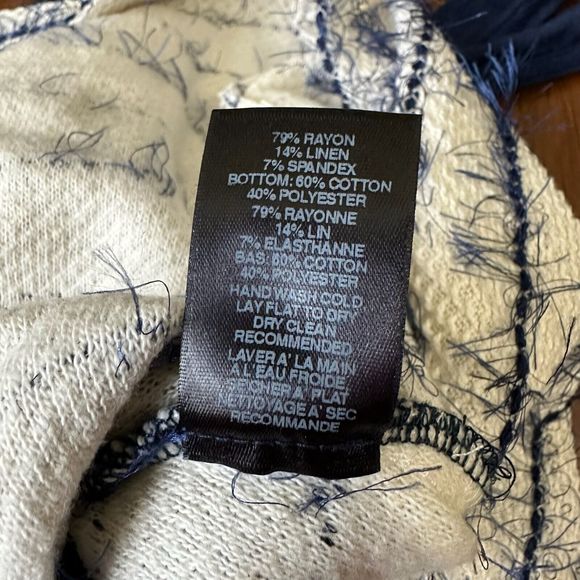 79% RAYON
14% LINEN
7% SPANDEX
BOTTOM: 60% COTTON
40% POLYESTER
79% RAYONNE
14% LIN
7% ELASTHANNE
BAS: 60% COTTON
40% POLYESTER
HAND WASH COLD
LAY FLAT TO DRY
DRY CLEAN
RECOMMENDED
LAVER A' LA MAIN
A L'EAU FROIDE
SEICHER A' PLAT
NETTOYAGE A' SEC
RECOMMANDE